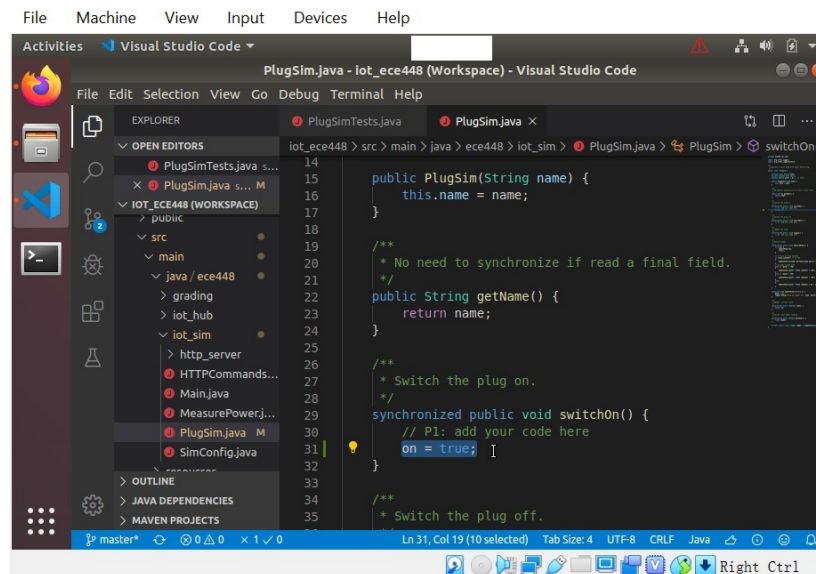 File Machine View Input Devices Help
Activities Visual Studio Code
PlugSim.java - iot_ece448 (Workspace) - Visual Studio Code
File Edit Selection View Go Debug Terminal Help
EXPLORER
OPEN EDITORS
PlugSimTests.java s...
PlugSim.java s... M
IOT_ECE448 (WORKSPACE)
public
src
main
java / ece448
grading
iot_hub
iot_sim
http_server
HTTPCommands...
Main.java
MeasurePower.j...
PlugSim.java M
SimConfig.java
OUTLINE
JAVA DEPENDENCIES
MAVEN PROJECTS
2
PlugSimTests.java PlugSim.java
iot_ece448 > src > main > java > ece448 > iot_sim > PlugSim.java > PlugSim > switchOn
14
15 public PlugSim(String name) {
16 this.name = name;
17 }
18
19 /**
20 * No need to synchronize if read a final field.
21 */
22 public String getName() {
23 return name;
24 }
25
26 /**
27 * Switch the plug on.
28 */
29 synchronized public void switchOn() {
30 // P1: add your code here
31 on = true;
32 }
33
34 /**
35 * Switch the plug off.
master* 0 0 1 0 Ln 31, Col 19 (10 selected) Tab Size: 4 UTF-8 CRLF Java
Right Ctrl